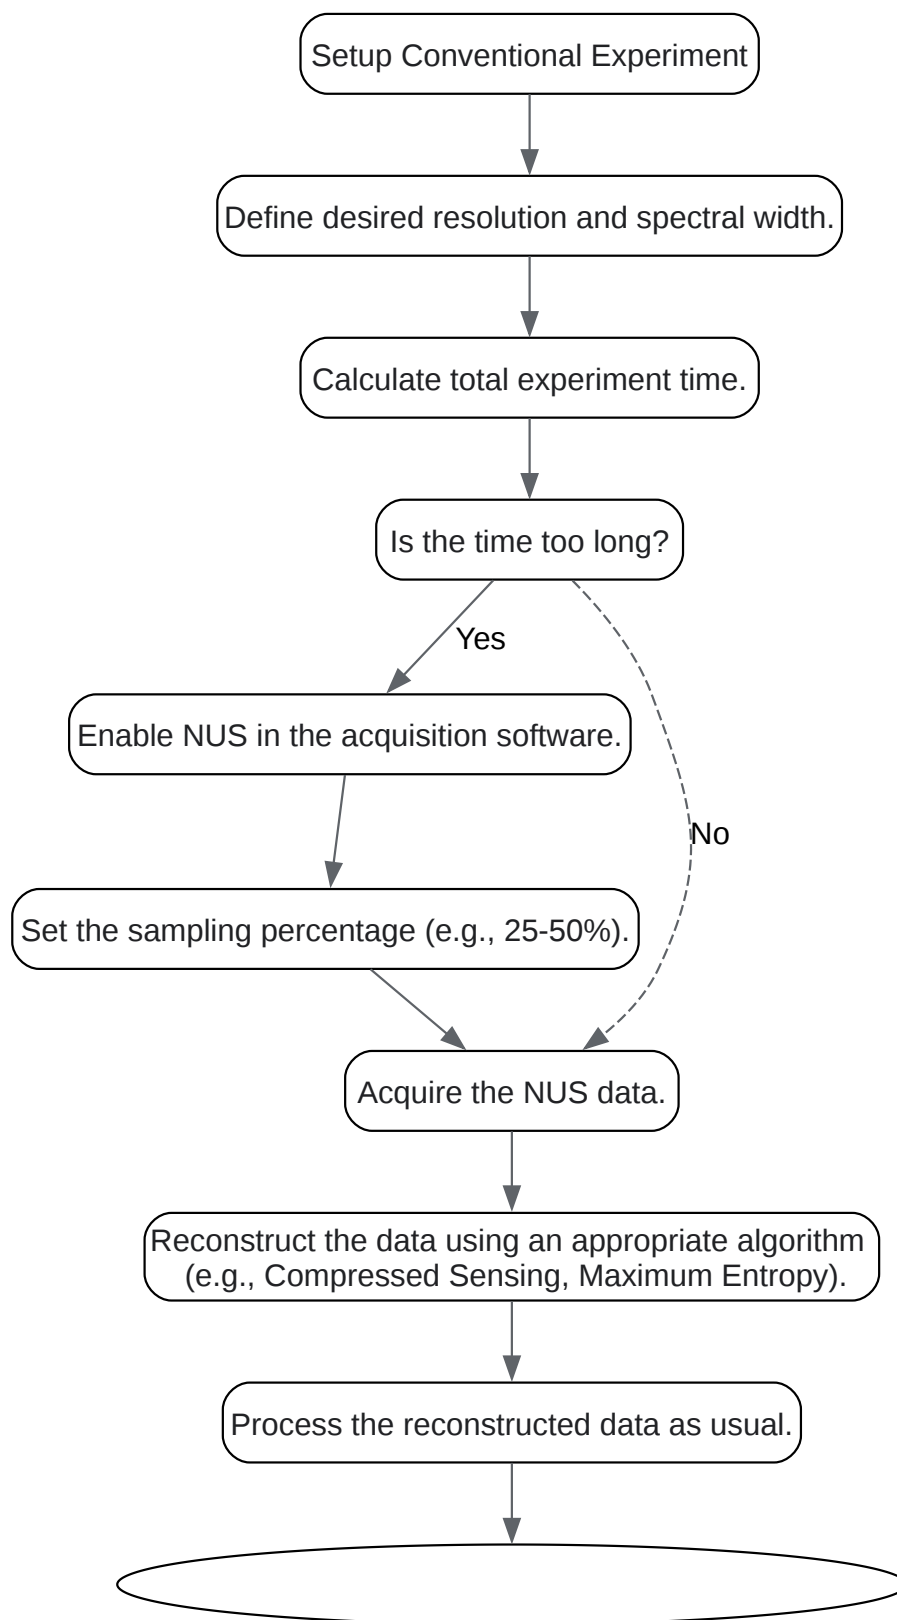 Setup Conventional Experiment
Define desired resolution and spectral width.
Calculate total experiment time.
Is the time too long?
Yes
Enable NUS in the acquisition software.
No
Set the sampling percentage (e.g., 25-50%).
Acquire the NUS data.
Reconstruct the data using an appropriate algorithm
(e.g., Compressed Sensing, Maximum Entropy).
Process the reconstructed data as usual.